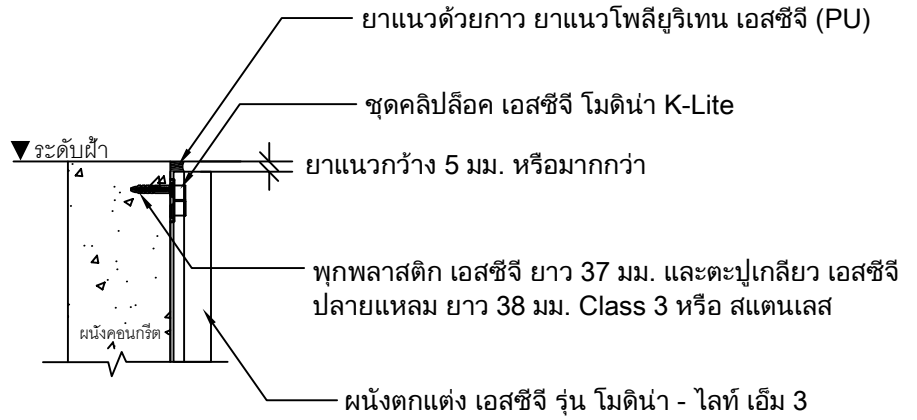 ยาแนวด้วยกาว ยาแนวโพลียูริเทน เอสซีจี (PU)
ชุดคลิปล็อค เอสซีจี โมดิน่า K-Lite
ระดับฝ้า
ยาแนวกว้าง 5 มม. หรือมากกว่า
พุกพลาสติก เอสซีจี ยาว 37 มม. และตะปูเกลียว เอสซีจี
ปลายแหลม ยาว 38 มม. Class 3 หรือ สแตนเลส
ผนังคอนกรีต
ผนังตกแต่ง เอสซีจี รุ่น โมดิน่า - ไลท์ เอ็ม 3